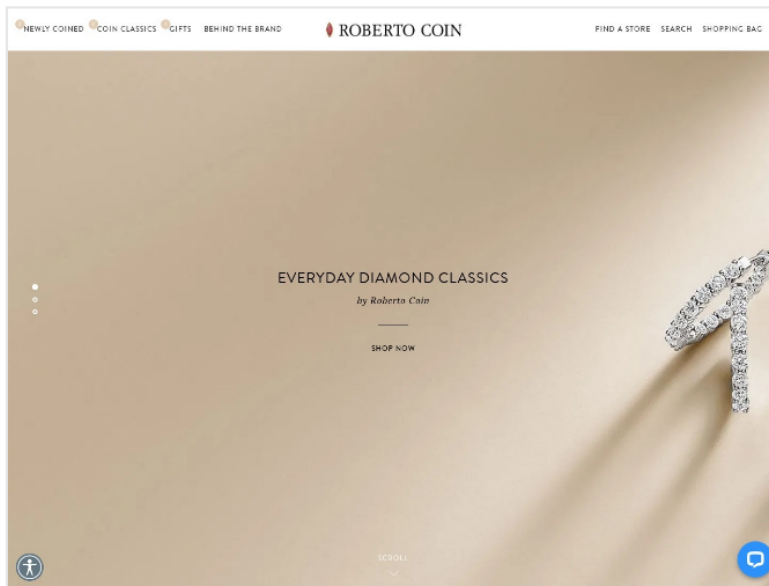 NEWLY COINED COIN CLASSICS GIFTS BEHIND THE BRAND ROBERTO COIN FIND A STORE SEARCH SHOPPING BAG
EVERYDAY DIAMOND CLASSICS
by Roberto Coin
SHOP NOW
SCROLL